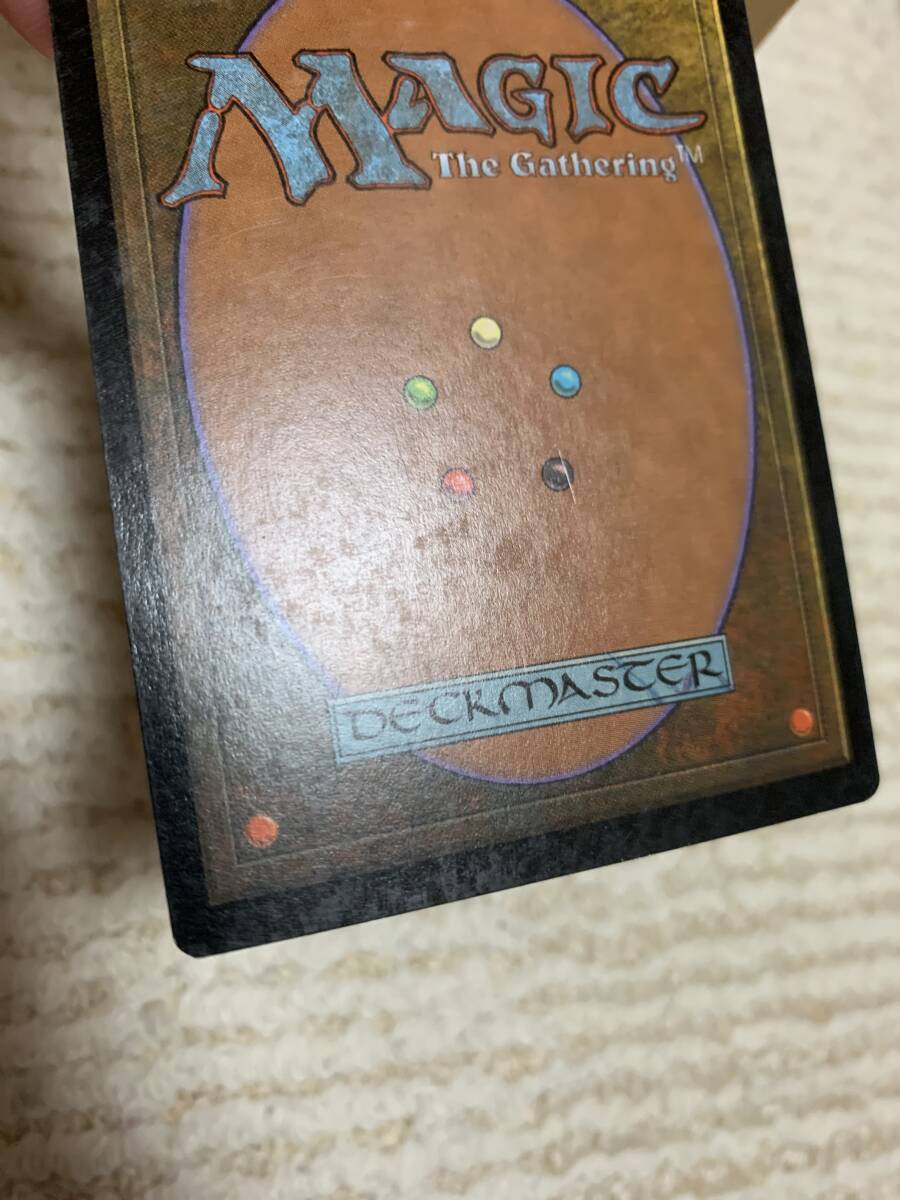 MAGIC
The Gathering™
DECKMASTER